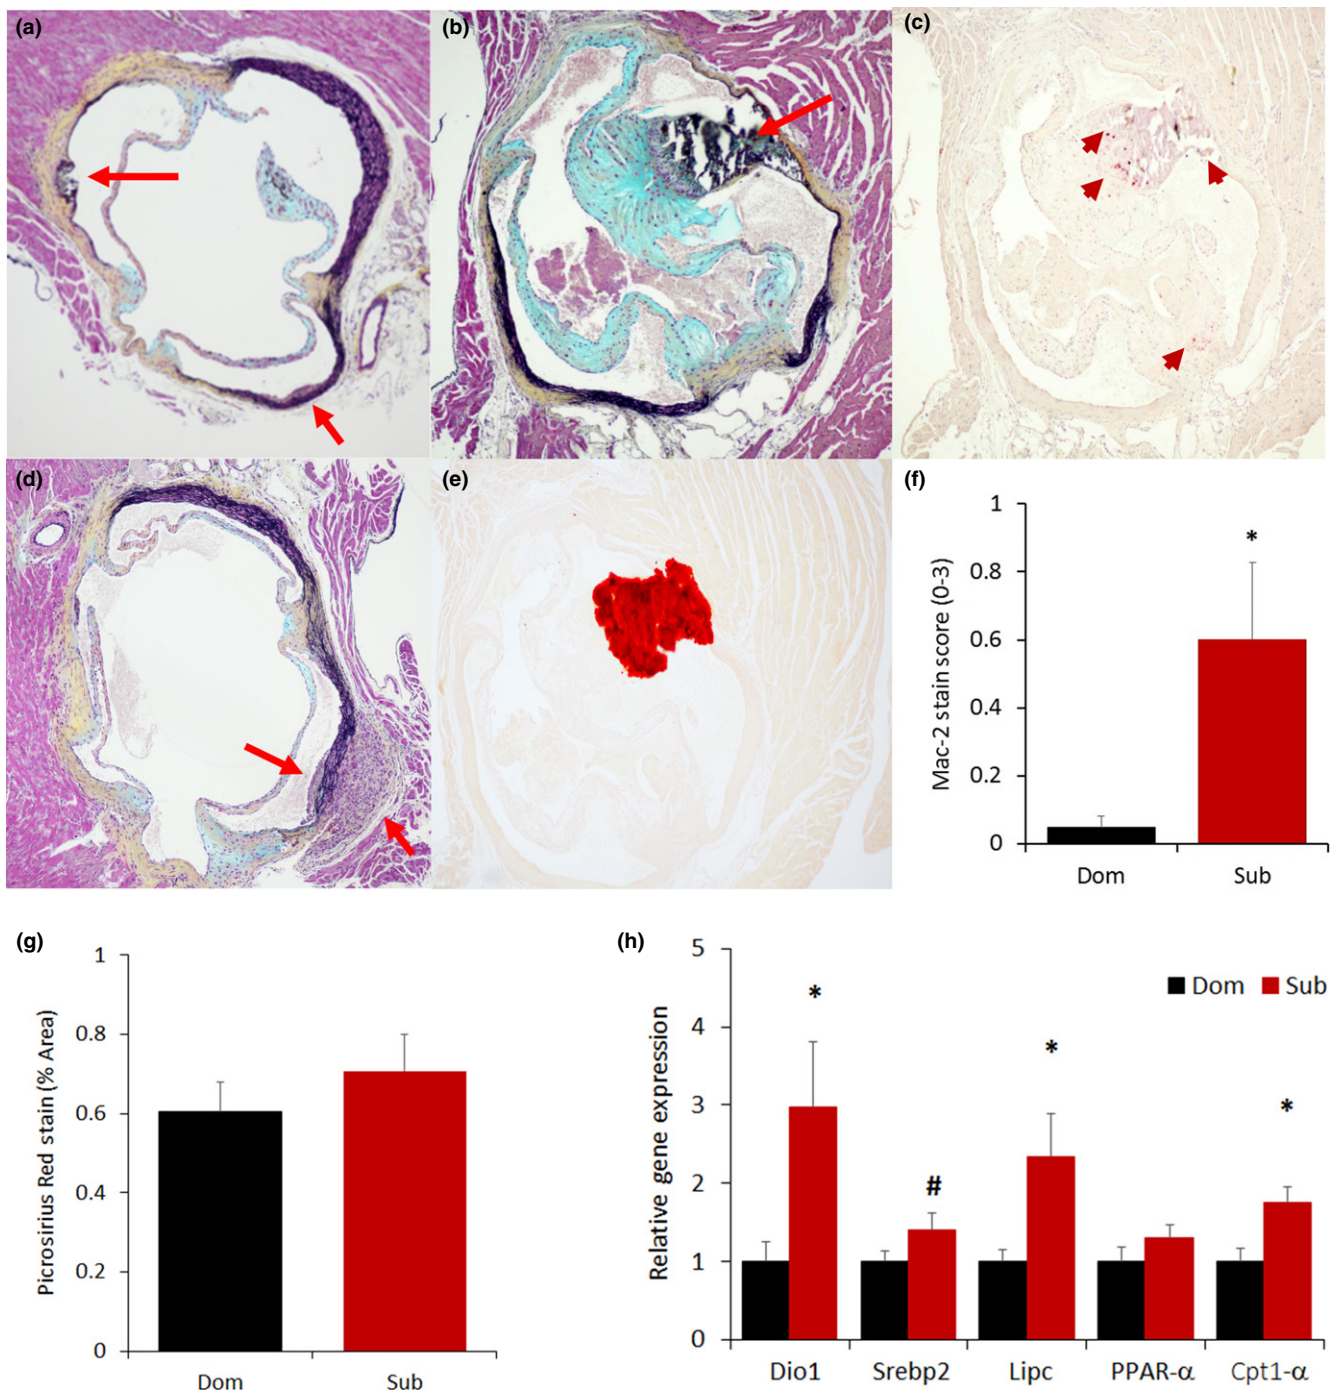 (a)
(b)
(c)
(d)
(e)
(f)
1
0.8
0.6
0.4
0.2
0
Mac-2 stain score (0-3)
*
Dom
Sub
(g)
1
0.8
0.6
0.4
0.2
0
Picrosirius Red stain (% Area)
Dom
Sub
(h)
5
4
3
2
1
0
Relative gene expression
Dom
Sub
*
#
*
*
Dio1
Srebp2
Lipc
PPAR-α
Cpt1-α